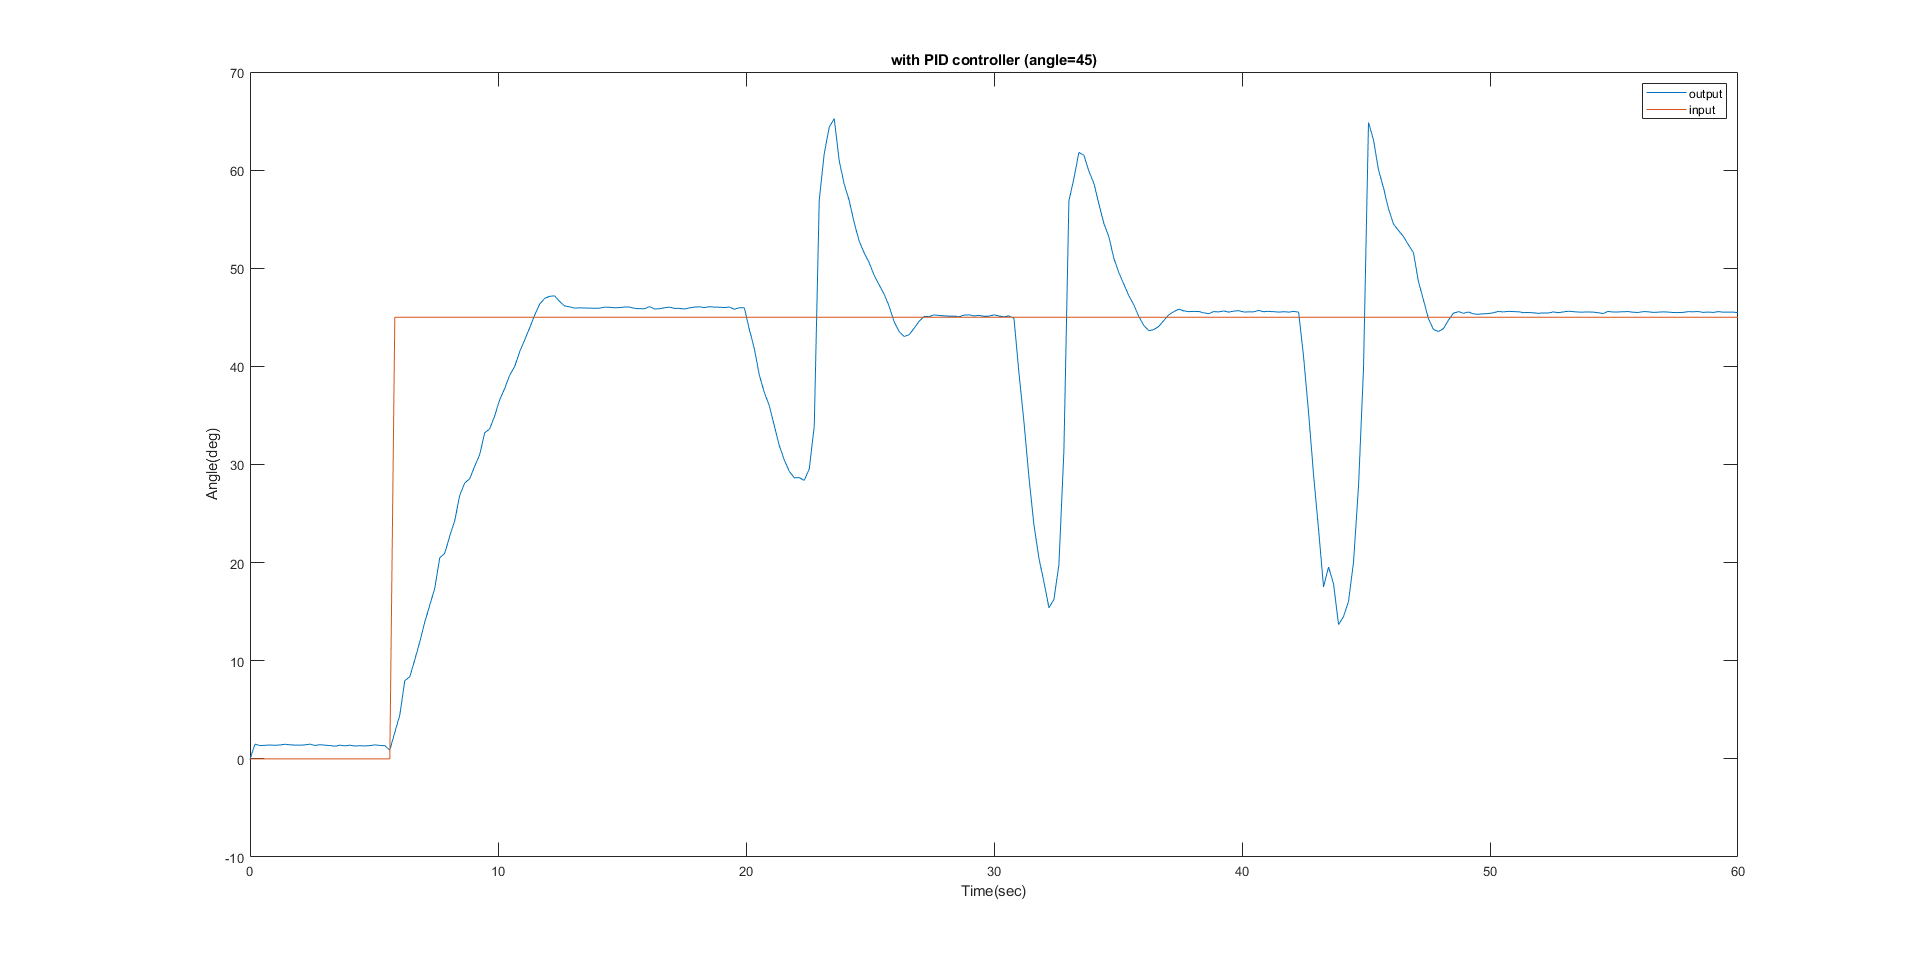 with PID controller (angle=45)
70
60
50
40
30
20
10
0
-10
Angle(deg)
output
input
0 10 20 30 40 50 60
Time(sec)